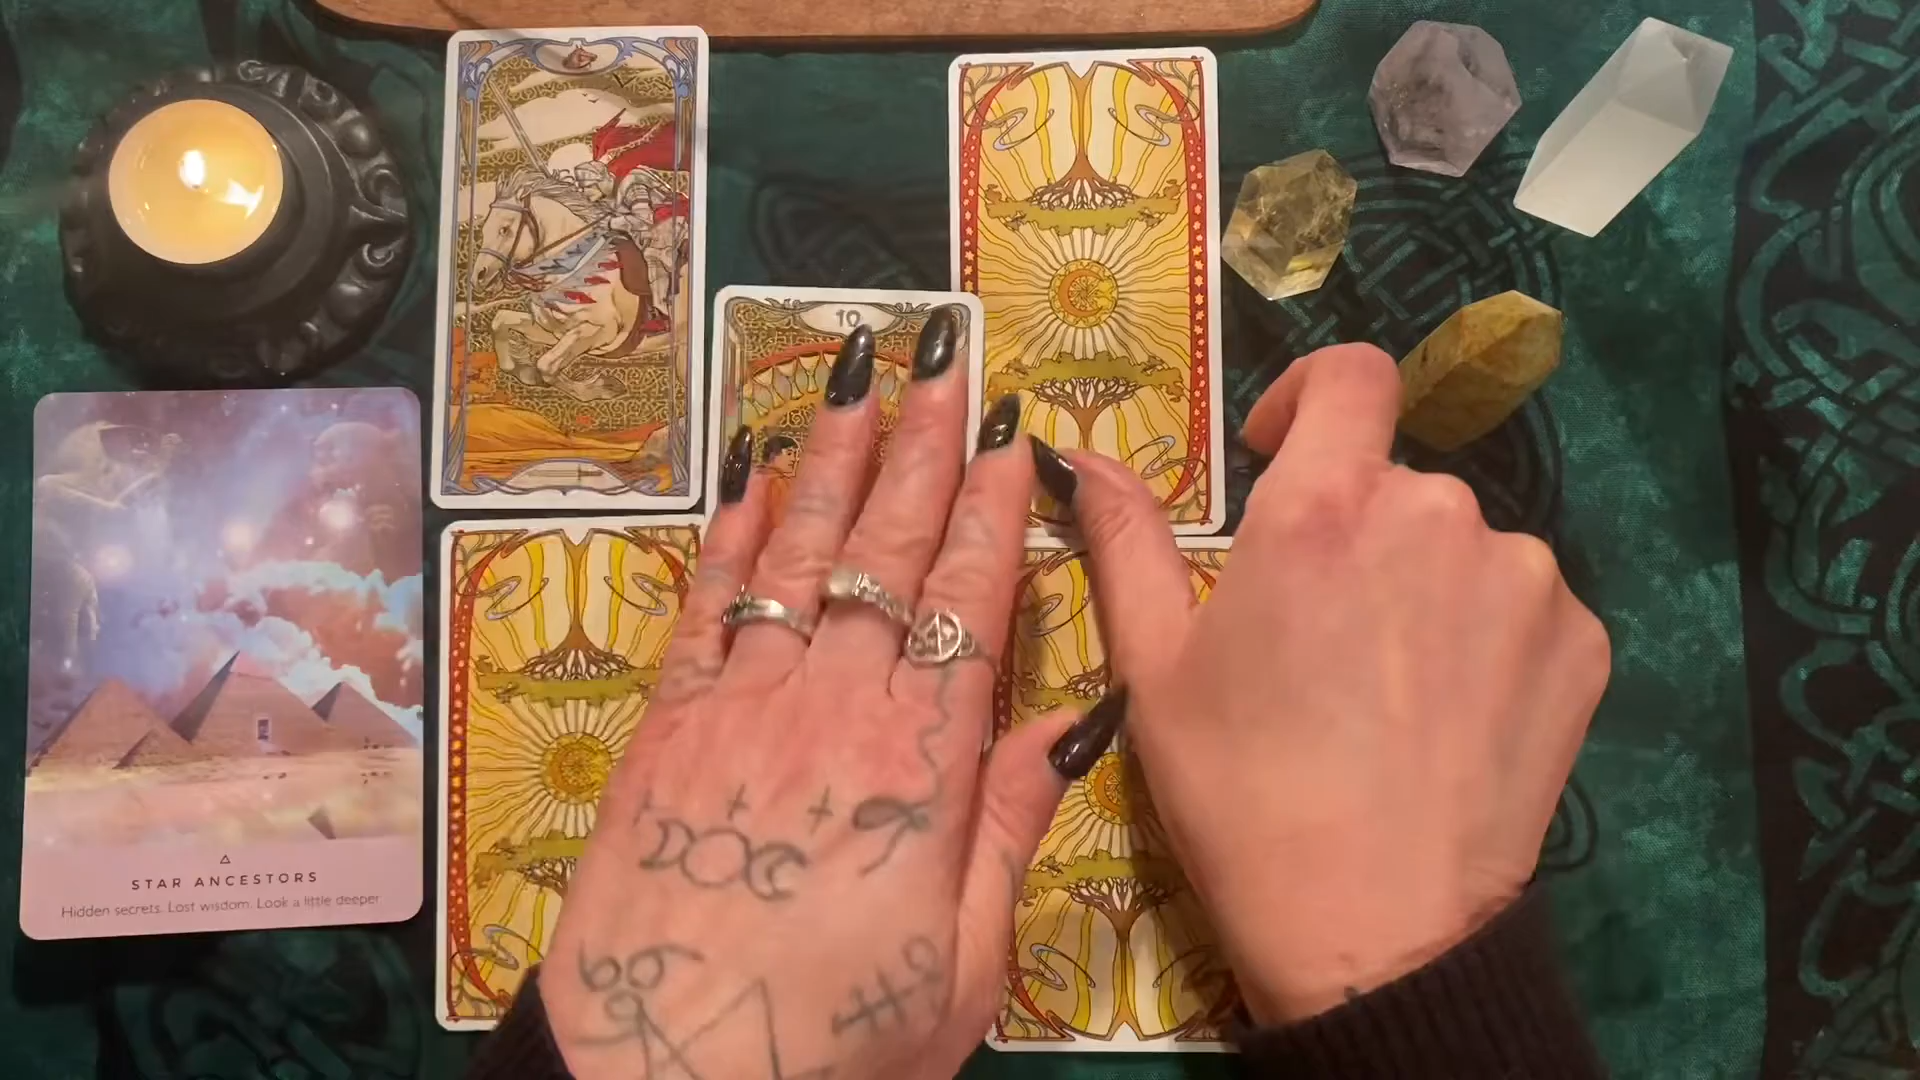 10
STAR ANCESTORS
Hidden secrets. Lost wisdom. Look a little deeper